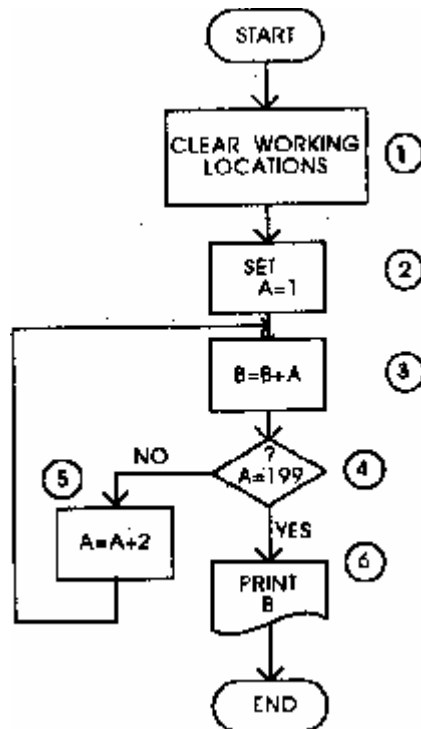 START
CLEAR WORKING
LOCATIONS
1
SET
A=1
2
B=B+A
3
?
A=199
4
NO
5
A=A+2
YES
6
PRINT
B
END